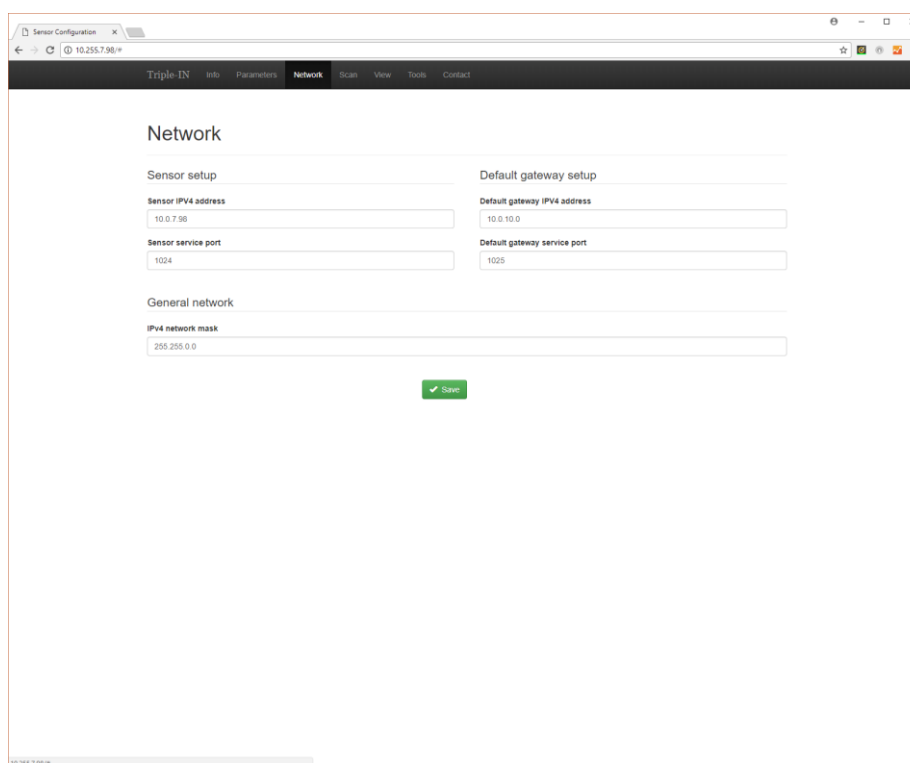 Sensor Configuration
10.255.7.98/#
Triple-IN Info Parameters Network Scan View Tools Contact
Network
Sensor setup
Default gateway setup
Sensor IPV4 address
Default gateway IPV4 address
10.0.7.98
10.0.10.0
Sensor service port
Default gateway service port
1024
1025
General network
IPv4 network mask
255.255.0.0
Save